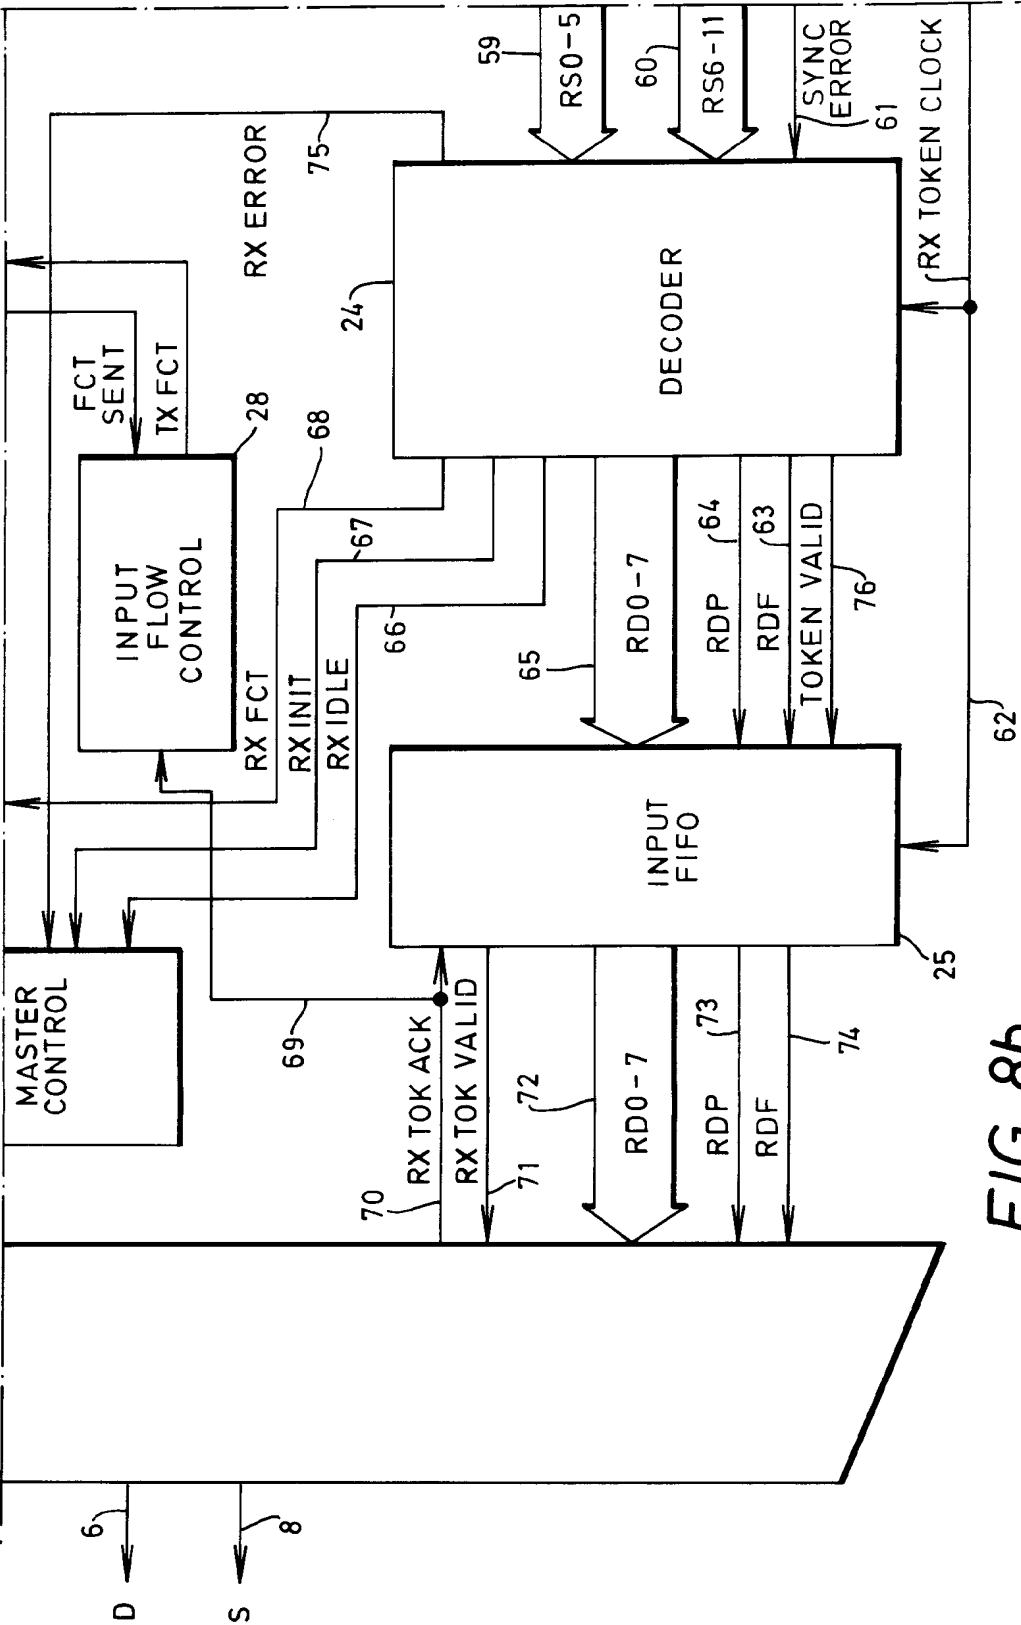 D
6
S
8
MASTER
CONTROL
INPUT
FLOW
CONTROL
28
FCT
SENT
TX FCT
RX ERROR
75
RX FCT
RX INIT
RX IDLE
68
67
66
69
70
RX TOK ACK
RX TOK VALID
71
72
RD0-7
RDP
73
RDF
74
INPUT
FIFO
25
65
RD0-7
RDP
64
RDF
63
TOKEN VALID
76
24
DECODER
59
RS0-5
60
RS6-11
SYNC
ERROR
61
RX TOKEN CLOCK
62
FIG. 8b